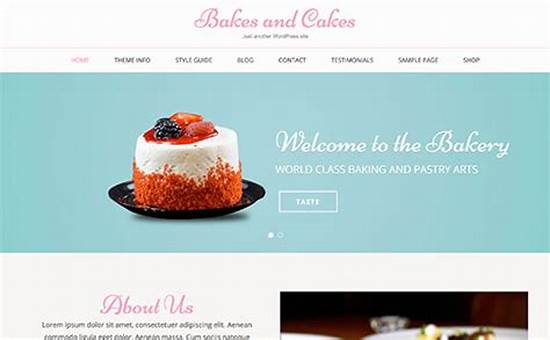 Bakes and Cakes
Just another WordPress site
HOME THEME INFO STYLE GUIDE BLOG CONTACT TESTIMONIALS SAMPLE PAGE SHOP
Welcome to the Bakery
WORLD CLASS BAKING AND PASTRY ARTS
TASTE
About Us
Lorem ipsum dolor sit amet, consectetuer adipiscing elit. Aenean
commodo ligula eget dolor. Aenean massa. Cum sociis natoque